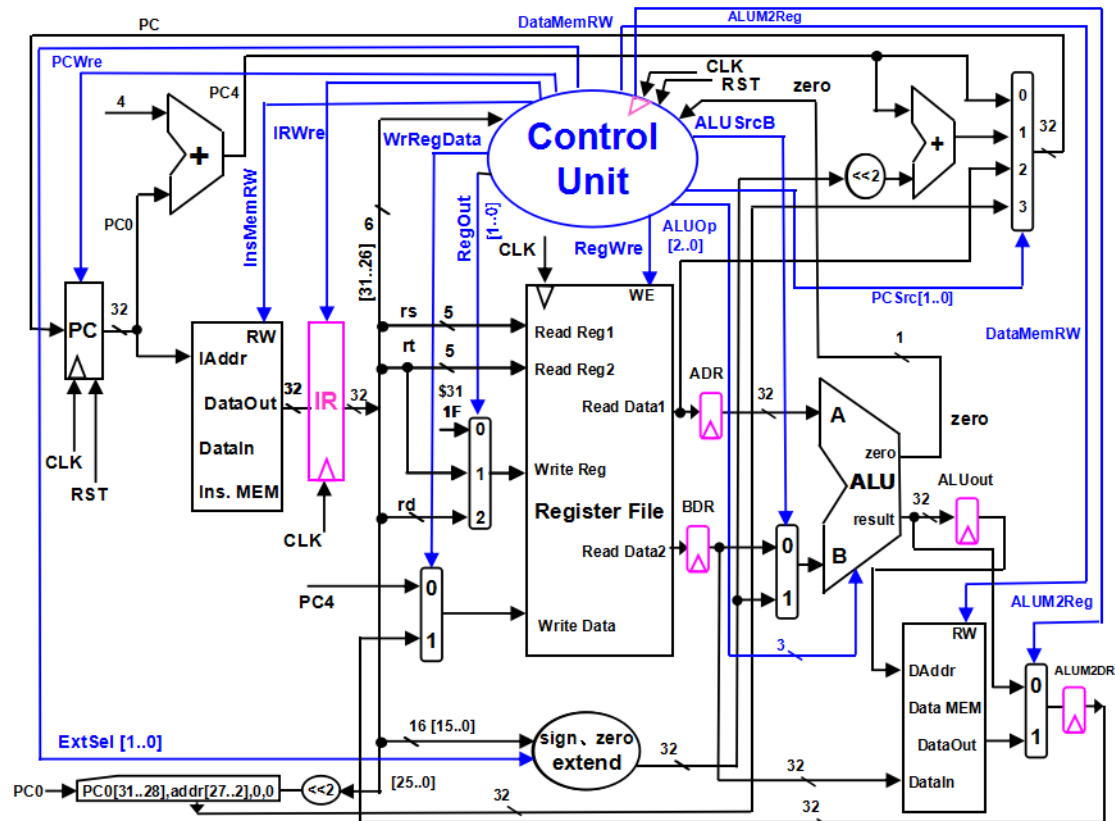 PC
DataMemRW
ALUM2Reg
PCWre
CLK
RST
zero
4
PC4
IRWre
WrRegData
Control
Unit
ALUSrcB
+
+
<<2
0
1
2
3
32
PC0
InsMemRW
6
[31..26]
RegOut
[1..0]
CLK
RegWre
ALUOp
[2..0]
PCSrc[1..0]
DataMemRW
PC
32
RW
IAddr
DataOut
DataIn
Ins. MEM
32
IR
32
CLK
RST
CLK
rs
5
rt
5
$31
1F
0
1
2
rd
WE
Read Reg1
Read Reg2
Read Data1
Write Reg
Register File
Read Data2
Write Data
ADR
32
BDR
1
zero
A
zero
ALU
result
B
32
ALUout
0
1
PC4
0
1
3
ALUM2Reg
RW
DAddr
Data MEM
DataOut
DataIn
0
1
ALUM2DR
ExtSel [1..0]
16 [15..0]
sign、zero
extend
32
32
PC0
PC0[31..28],addr[27..2],0,0
<<2
[25..0]
32
32